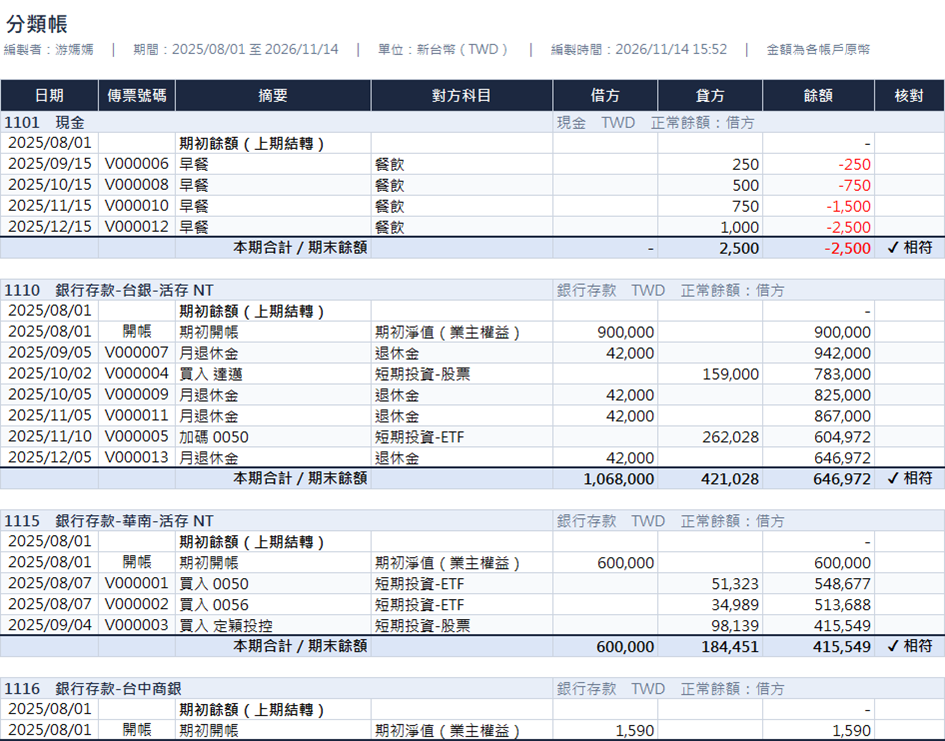 分類帳
編製者：游媽媽 | 期間：2025/08/01 至 2026/11/14 | 單位：新台幣（TWD） | 編製時間：2026/11/14 15:52 | 金額為各帳戶原幣
日期 傳票號碼 摘要 對方科目 借方 貸方 餘額 核對
1101 現金 現金 TWD 正常餘額：借方
2025/08/01 期初餘額（上期結轉） -
2025/09/15 V000006 早餐 餐飲 250 -250
2025/10/15 V000008 早餐 餐飲 500 -750
2025/11/15 V000010 早餐 餐飲 750 -1,500
2025/12/15 V000012 早餐 餐飲 1,000 -2,500
本期合計 / 期末餘額 - 2,500 -2,500 ✓ 相符
1110 銀行存款-台銀-活存 NT 銀行存款 TWD 正常餘額：借方
2025/08/01 期初餘額（上期結轉） -
2025/08/01 開帳 期初開帳 期初淨值（業主權益） 900,000 900,000
2025/09/05 V000007 月退休金 退休金 42,000 942,000
2025/10/02 V000004 買入 達邁 短期投資-股票 159,000 783,000
2025/10/05 V000009 月退休金 退休金 42,000 825,000
2025/11/05 V000011 月退休金 退休金 42,000 867,000
2025/11/10 V000005 加碼 0050 短期投資-ETF 262,028 604,972
2025/12/05 V000013 月退休金 退休金 42,000 646,972
本期合計 / 期末餘額 1,068,000 421,028 646,972 ✓ 相符
1115 銀行存款-華南-活存 NT 銀行存款 TWD 正常餘額：借方
2025/08/01 期初餘額（上期結轉） -
2025/08/01 開帳 期初開帳 期初淨值（業主權益） 600,000 600,000
2025/08/07 V000001 買入 0050 短期投資-ETF 51,323 548,677
2025/08/07 V000002 買入 0056 短期投資-ETF 34,989 513,688
2025/09/04 V000003 買入 定穎投控 短期投資-股票 98,139 415,549
本期合計 / 期末餘額 600,000 184,451 415,549 ✓ 相符
1116 銀行存款-台中商銀 銀行存款 TWD 正常餘額：借方
2025/08/01 期初餘額（上期結轉） -
2025/08/01 開帳 期初開帳 期初淨值（業主權益） 1,590 1,590